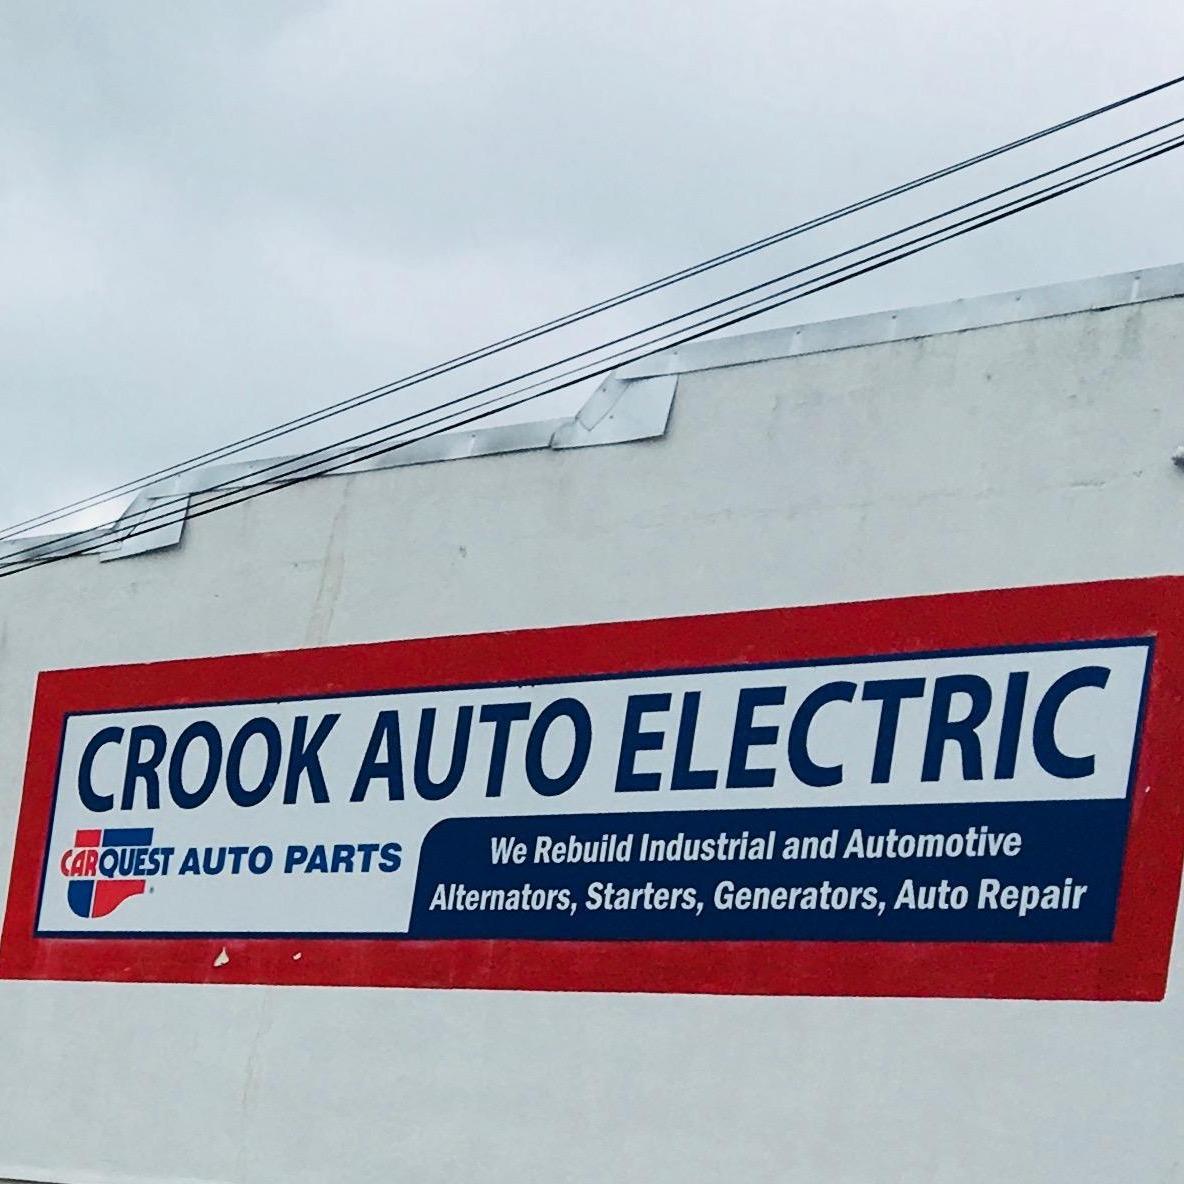 CROOK AUTO ELECTRIC
CARQUEST AUTO PARTS
We Rebuild Industrial and Automotive
Alternators, Starters, Generators, Auto Repair